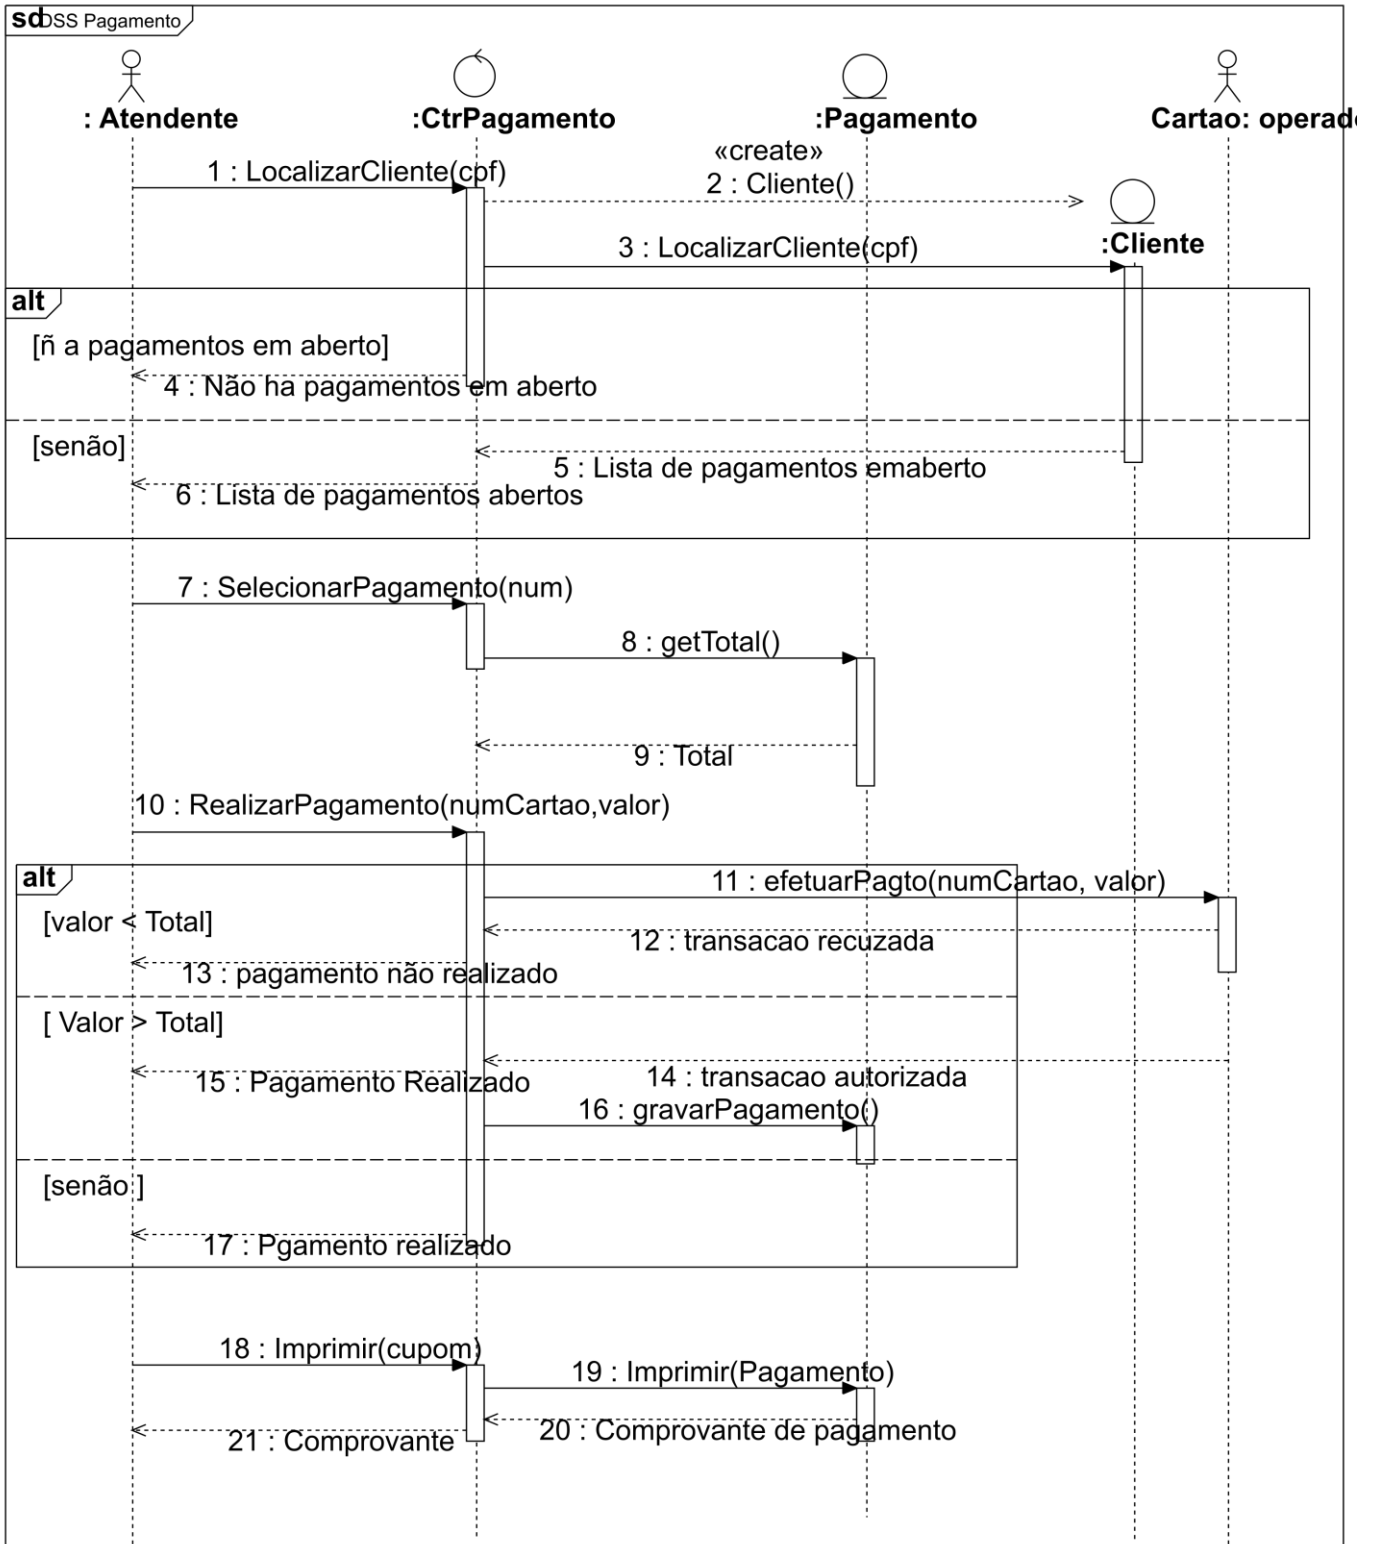 sd DSS Pagamento
: Atendente
:CtrPagamento
:Pagamento
Cartao: operad
«create»
1 : LocalizarCliente(cpf)
2 : Cliente()
:Cliente
3 : LocalizarCliente(cpf)
alt
[ñ a pagamentos em aberto]
4 : Não ha pagamentos em aberto
[senão]
5 : Lista de pagamentos emaberto
6 : Lista de pagamentos abertos
7 : SelecionarPagamento(num)
8 : getTotal()
9 : Total
10 : RealizarPagamento(numCartao,valor)
alt
11 : efetuarPagto(numCartao, valor)
[valor < Total]
12 : transacao recuzada
13 : pagamento não realizado
[ Valor > Total]
14 : transacao autorizada
15 : Pagamento Realizado
16 : gravarPagamento()
[senão ]
17 : Pgamento realizado
18 : Imprimir(cupom)
19 : Imprimir(Pagamento)
20 : Comprovante de pagamento
21 : Comprovante